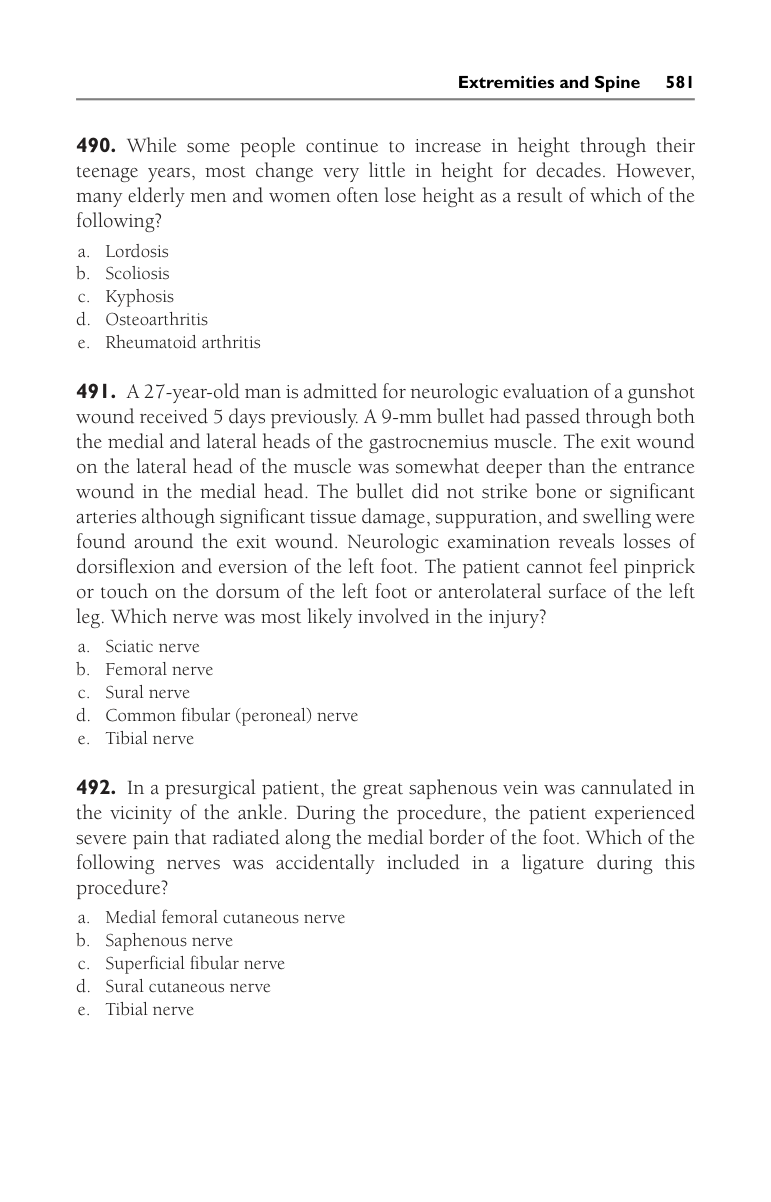 Extremities and Spine 581
490. While some people continue to increase in height through their
teenage years, most change very little in height for decades. However,
many elderly men and women often lose height as a result of which of the
following?
a. Lordosis
b. Scoliosis
c. Kyphosis
d. Osteoarthritis
e. Rheumatoid arthritis
491. A 27-year-old man is admitted for neurologic evaluation of a gunshot
wound received 5 days previously. A 9-mm bullet had passed through both
the medial and lateral heads of the gastrocnemius muscle. The exit wound
on the lateral head of the muscle was somewhat deeper than the entrance
wound in the medial head. The bullet did not strike bone or significant
arteries although significant tissue damage, suppuration, and swelling were
found around the exit wound. Neurologic examination reveals losses of
dorsiflexion and eversion of the left foot. The patient cannot feel pinprick
or touch on the dorsum of the left foot or anterolateral surface of the left
leg. Which nerve was most likely involved in the injury?
a. Sciatic nerve
b. Femoral nerve
c. Sural nerve
d. Common fibular (peroneal) nerve
e. Tibial nerve
492. In a presurgical patient, the great saphenous vein was cannulated in
the vicinity of the ankle. During the procedure, the patient experienced
severe pain that radiated along the medial border of the foot. Which of the
following nerves was accidentally included in a ligature during this
procedure?
a. Medial femoral cutaneous nerve
b. Saphenous nerve
c. Superficial fibular nerve
d. Sural cutaneous nerve
e. Tibial nerve